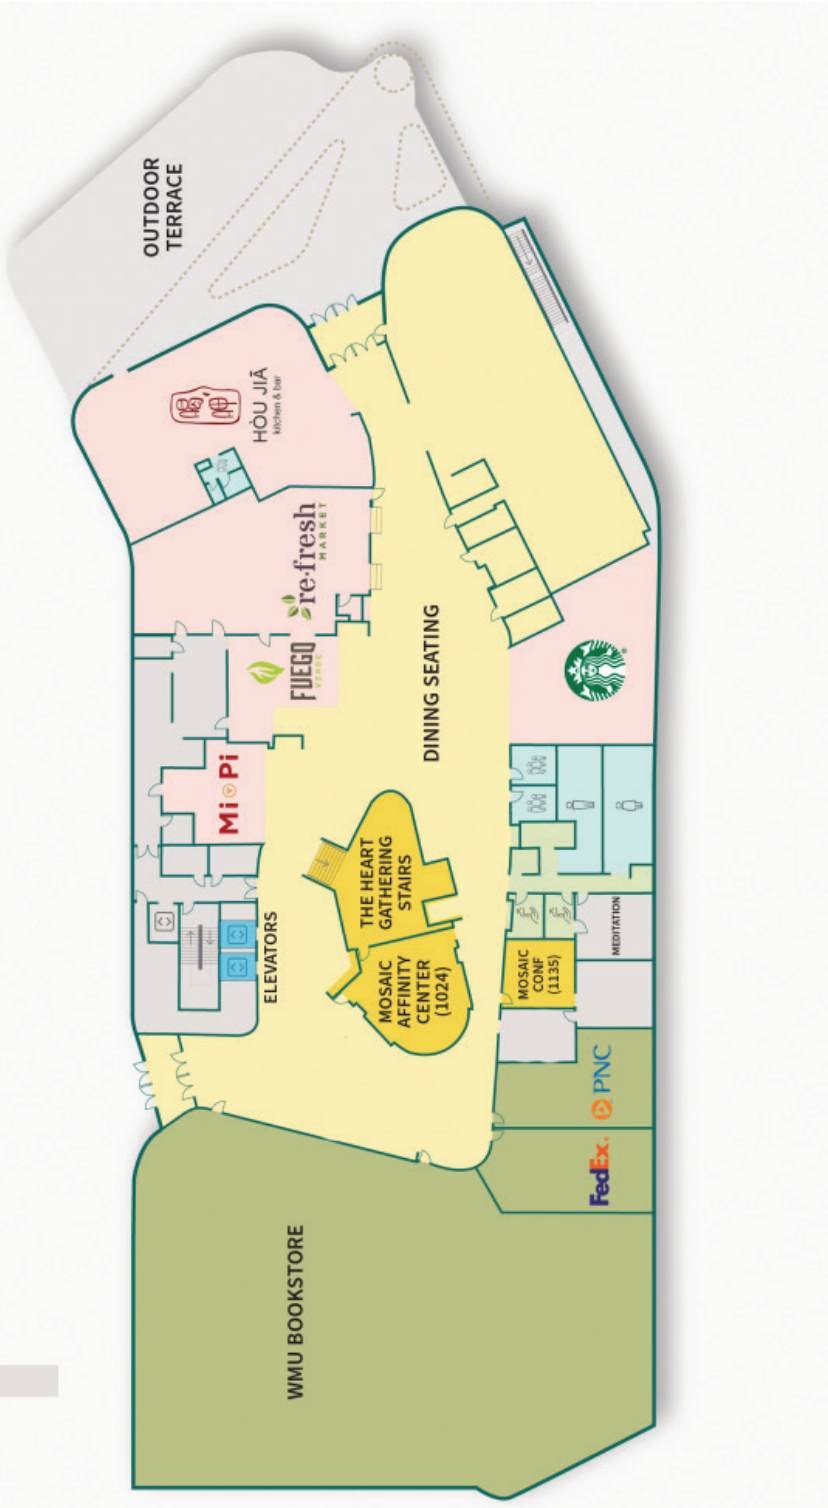 OUTDOOR
TERRACE
HÒU JIĀ
kitchen & bar
re·fresh
MARKET
FUEGO
VERDE
DINING SEATING
Mi Pi
THE HEART
GATHERING
STAIRS
ELEVATORS
MOSAIC
AFFINITY
CENTER
(1024)
MEDITATION
MOSAIC
CONF
(1135)
PNC
FedEx®
WMU BOOKSTORE